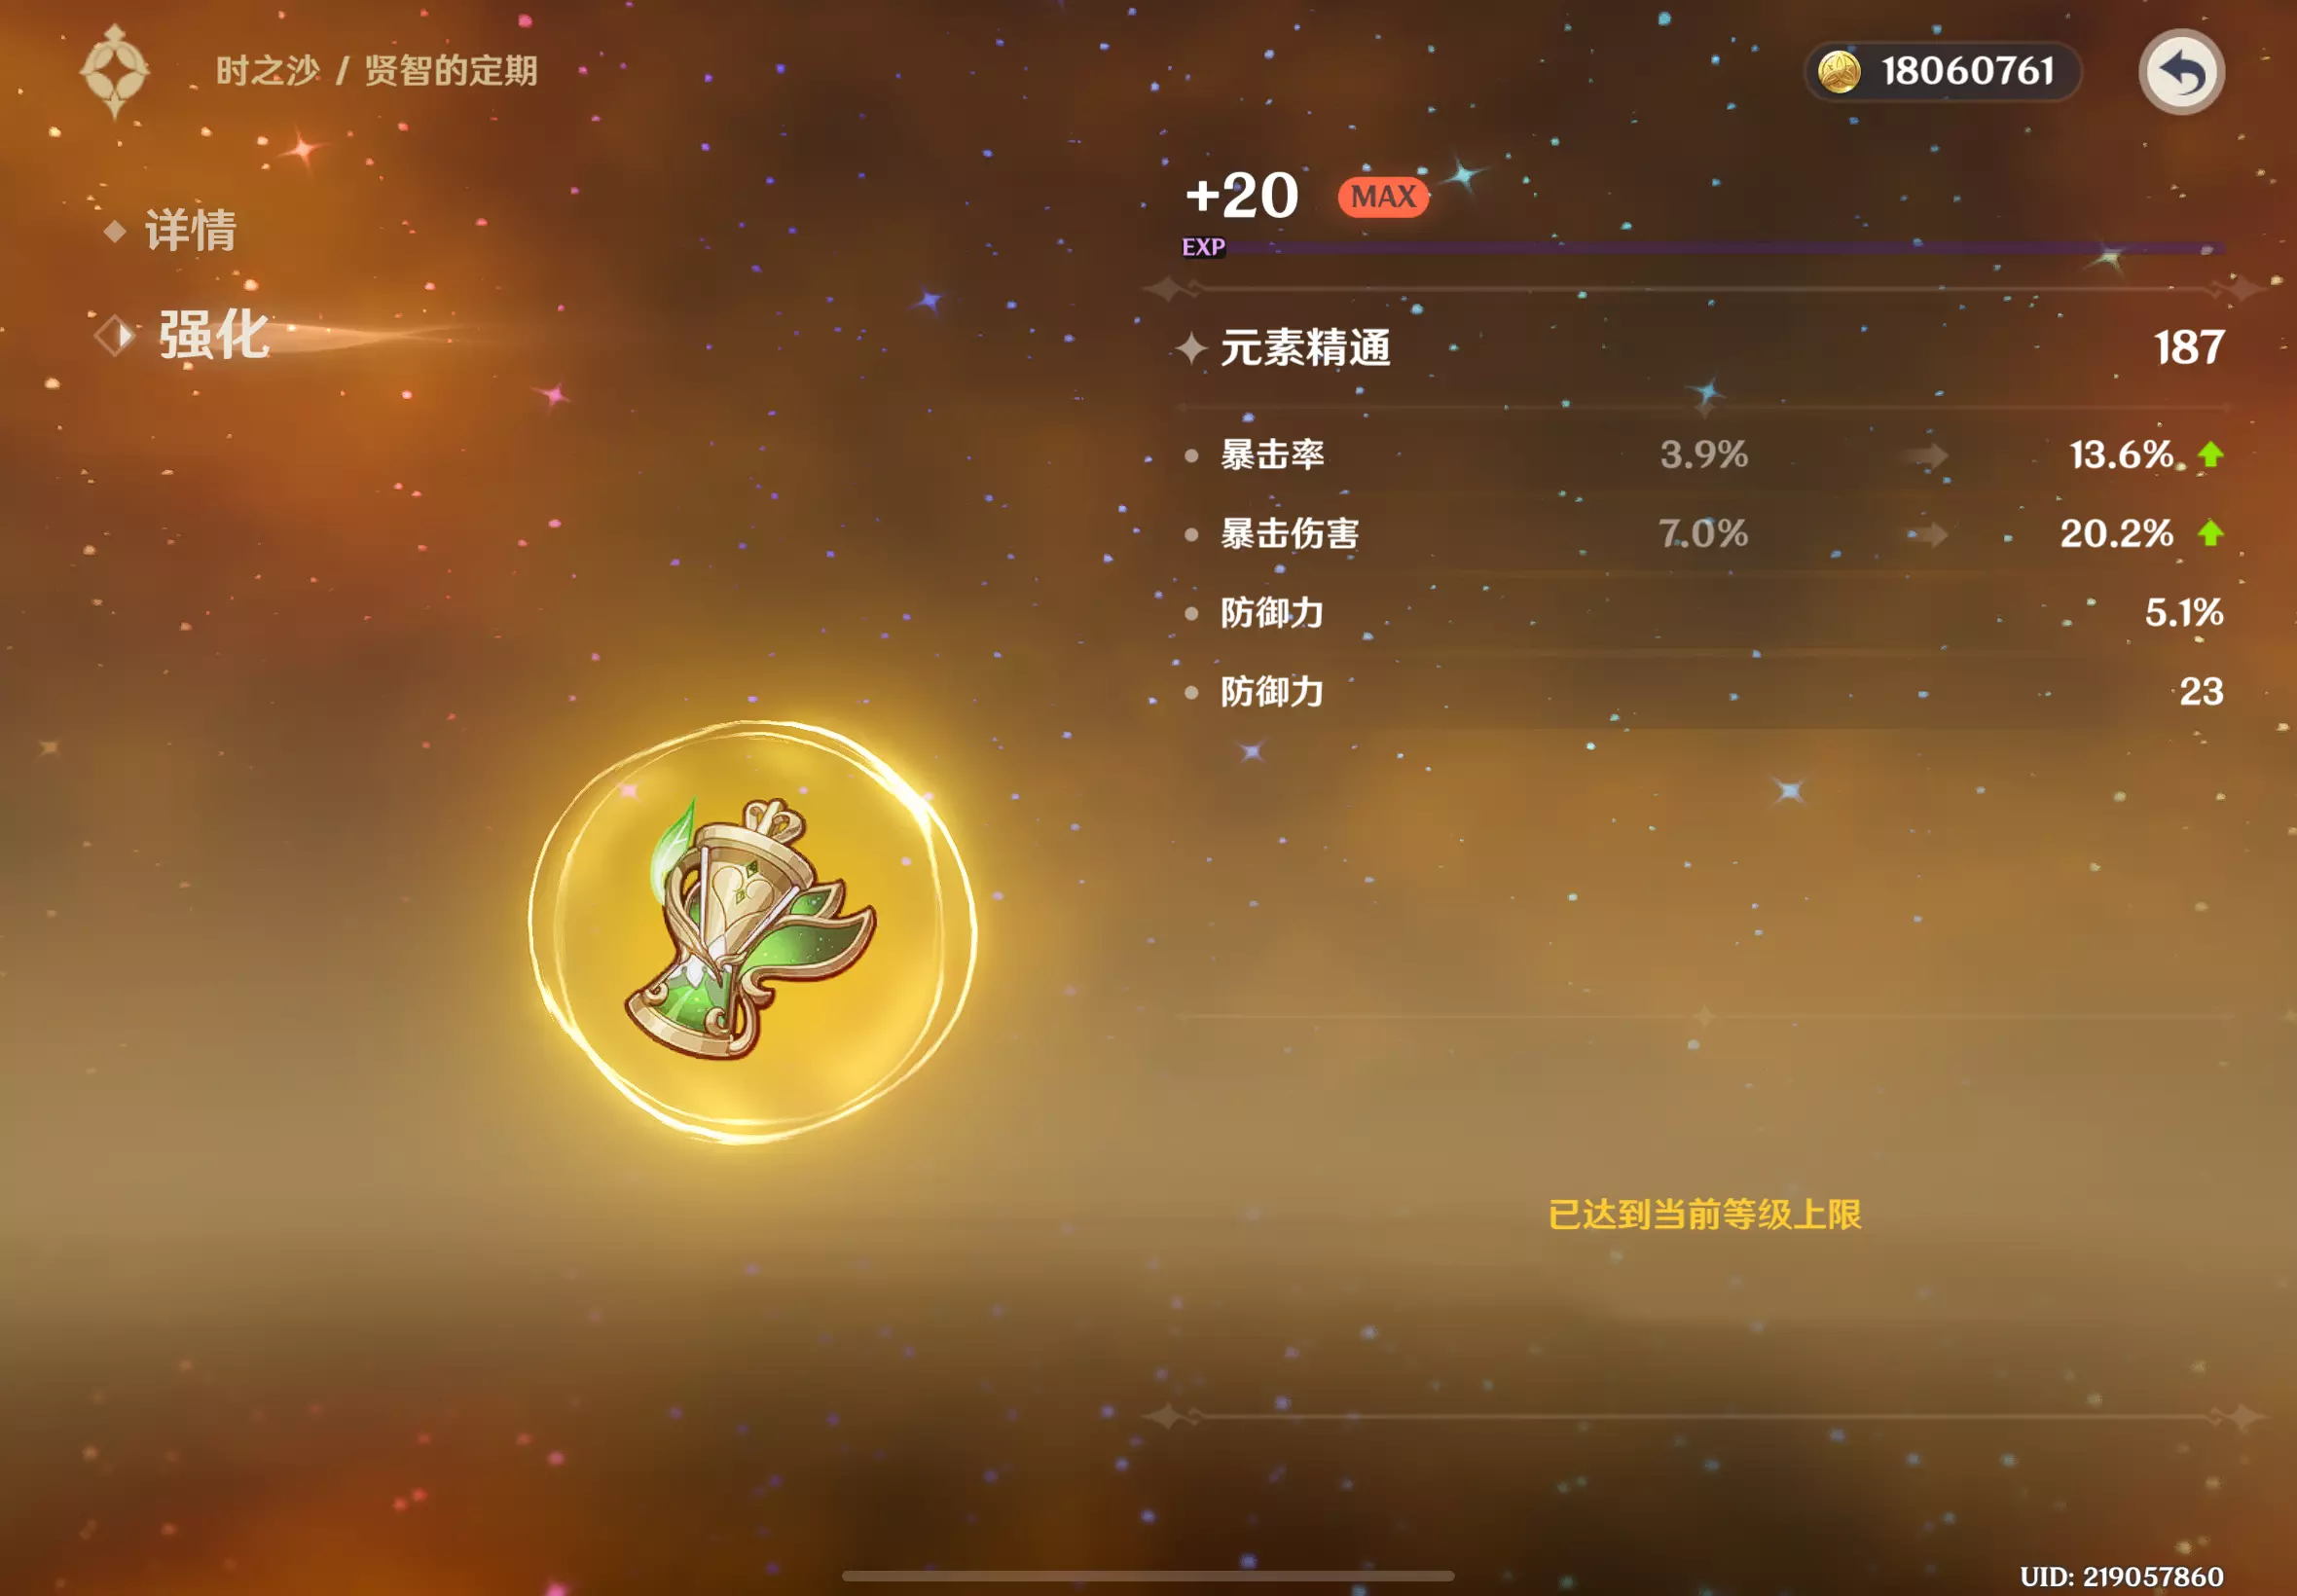 时之沙 / 贤智的定期
18060761
详情
强化
+20 MAX
EXP
元素精通 187
暴击率 3.9% 13.6%
暴击伤害 7.0% 20.2%
防御力 5.1%
防御力 23
已达到当前等级上限
UID: 219057860